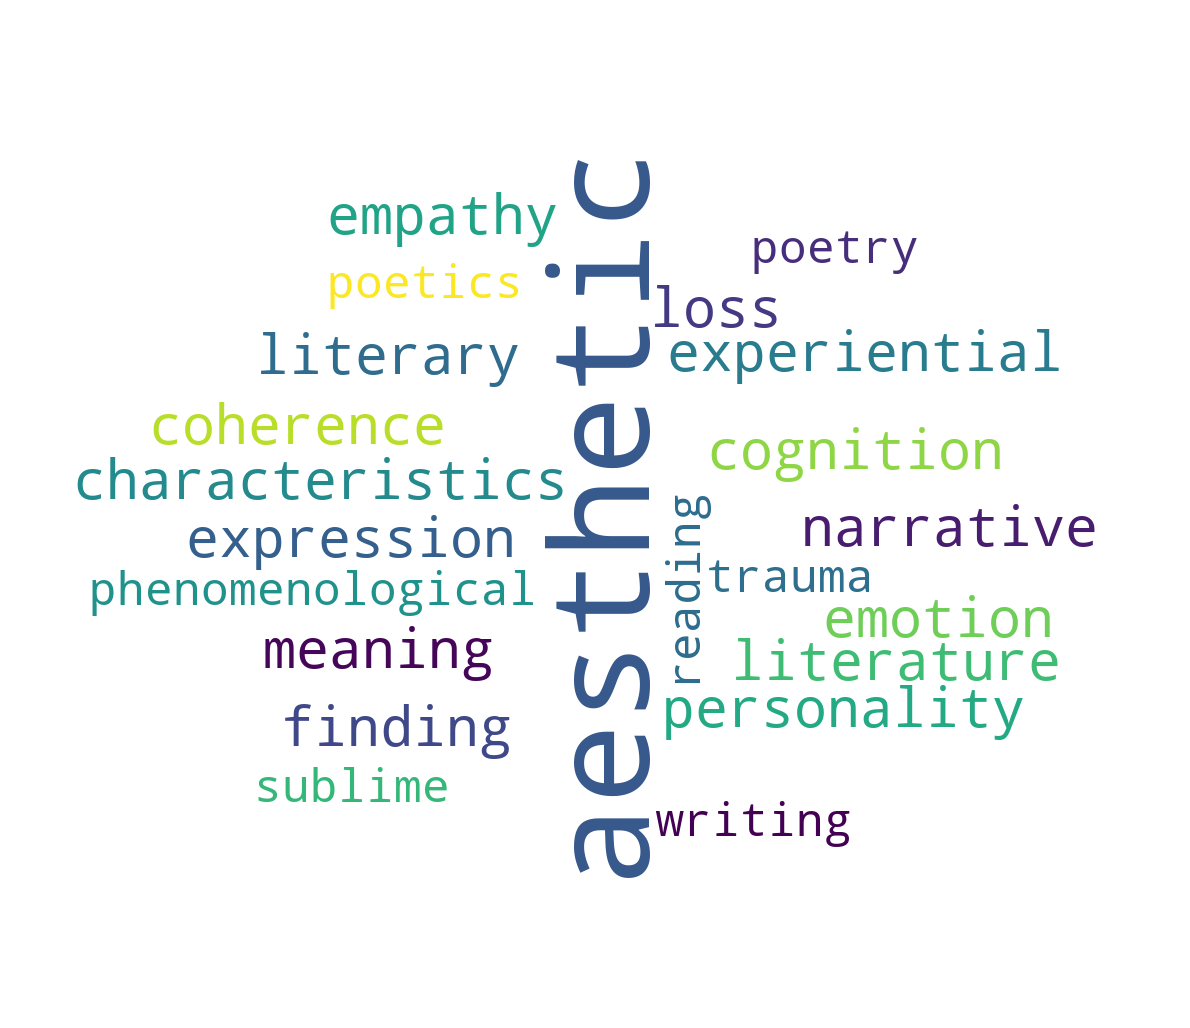 empathy
poetics
literary
coherence
characteristics
expression
phenomenological
meaning
finding
sublime
aesthetic
poetry
loss
experiential
cognition
narrative
reading
trauma
emotion
literature
personality
writing